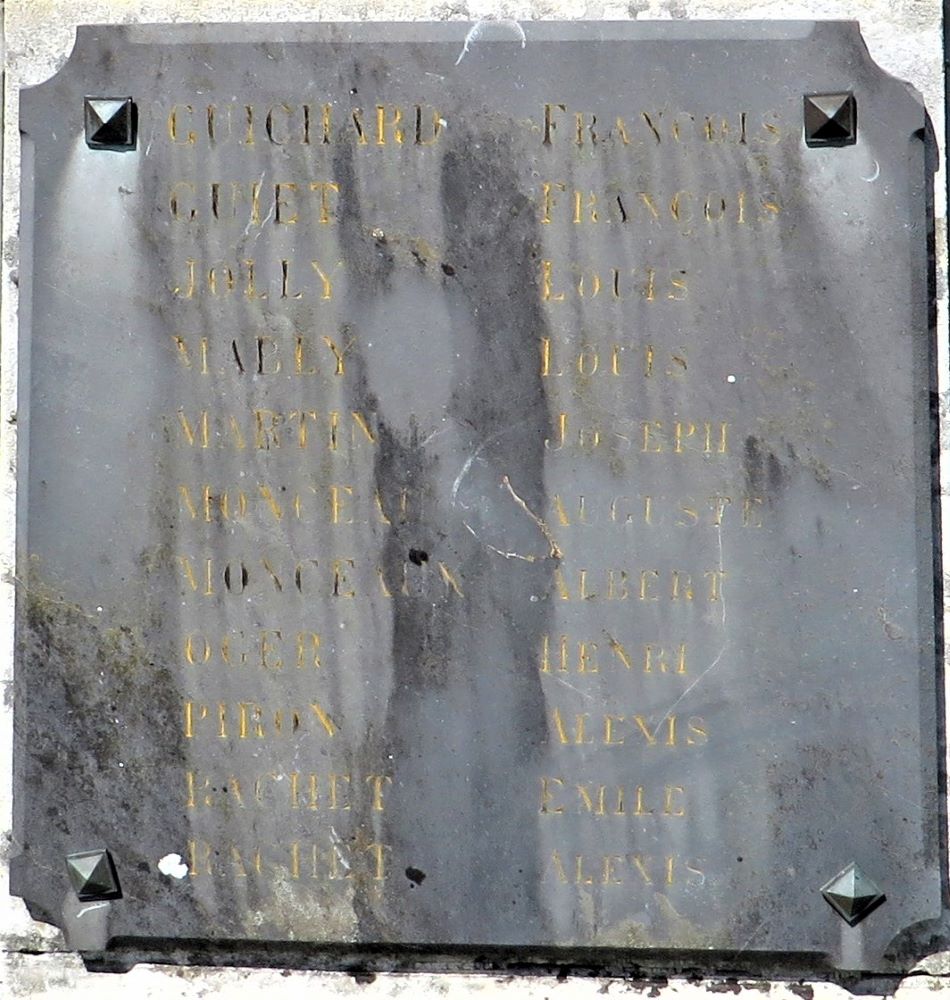 GUICHARD FRANÇOIS
GUIET FRANÇOIS
JOLLY LOUIS
MABLY LOUIS
MARTIN JOSEPH
MONCEAU AUGUSTE
MONCEAUX ALBERT
OGER HENRI
PIRON ALEXIS
RACHET EMILE
RACHET ALEXIS